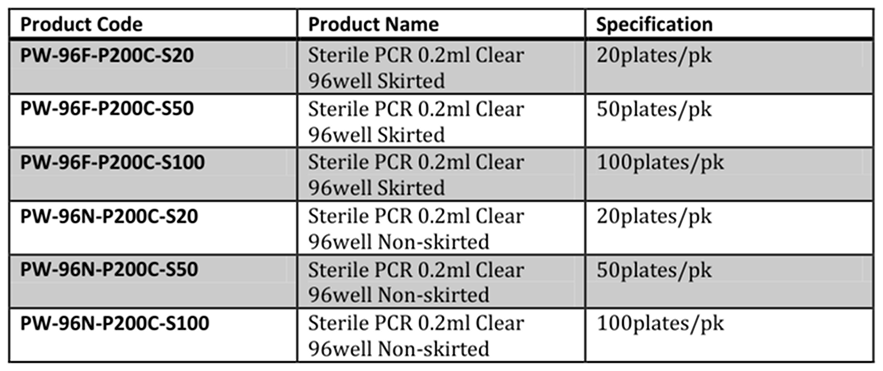 Product Code Product Name Specification
PW-96F-P200C-S20 Sterile PCR 0.2ml Clear 20plates/pk
96well Skirted
PW-96F-P200C-S50 Sterile PCR 0.2ml Clear 50plates/pk
96well Skirted
PW-96F-P200C-S100 Sterile PCR 0.2ml Clear 100plates/pk
96well Skirted
PW-96N-P200C-S20 Sterile PCR 0.2ml Clear 20plates/pk
96well Non-skirted
PW-96N-P200C-S50 Sterile PCR 0.2ml Clear 50plates/pk
96well Non-skirted
PW-96N-P200C-S100 Sterile PCR 0.2ml Clear 100plates/pk
96well Non-skirted